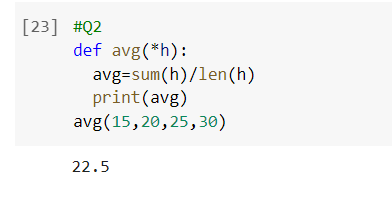 [23] #Q2
def avg(*h):
  avg=sum(h)/len(h)
  print(avg)
avg(15,20,25,30)
22.5